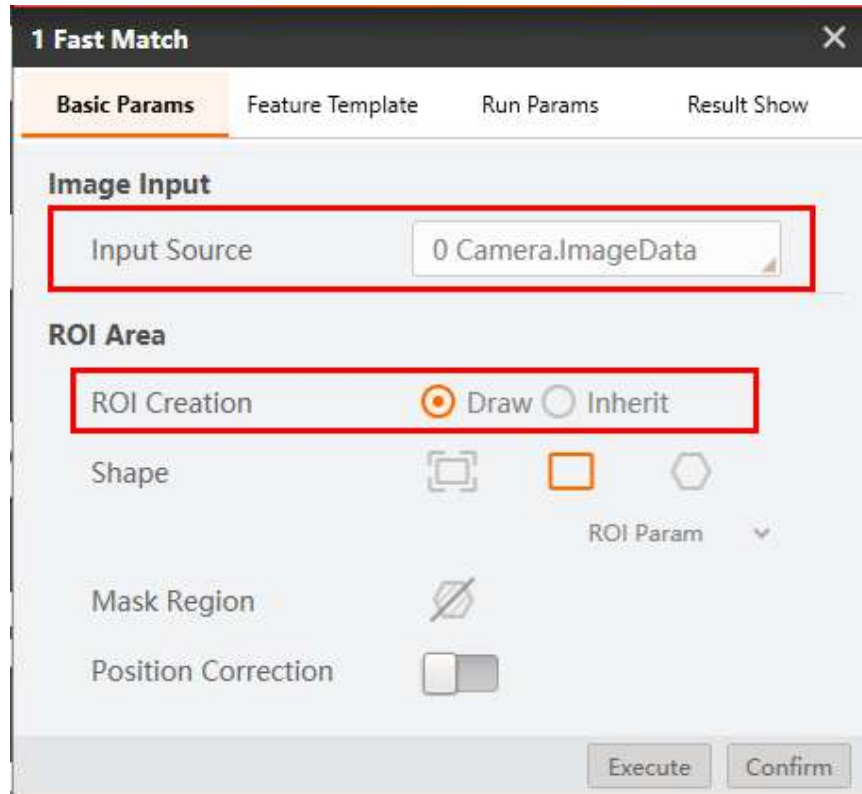 1 Fast Match
Basic Params Feature Template Run Params Result Show
Image Input
Input Source 0 Camera.ImageData
ROI Area
ROI Creation Draw Inherit
Shape
ROI Param
Mask Region
Position Correction
Execute Confirm